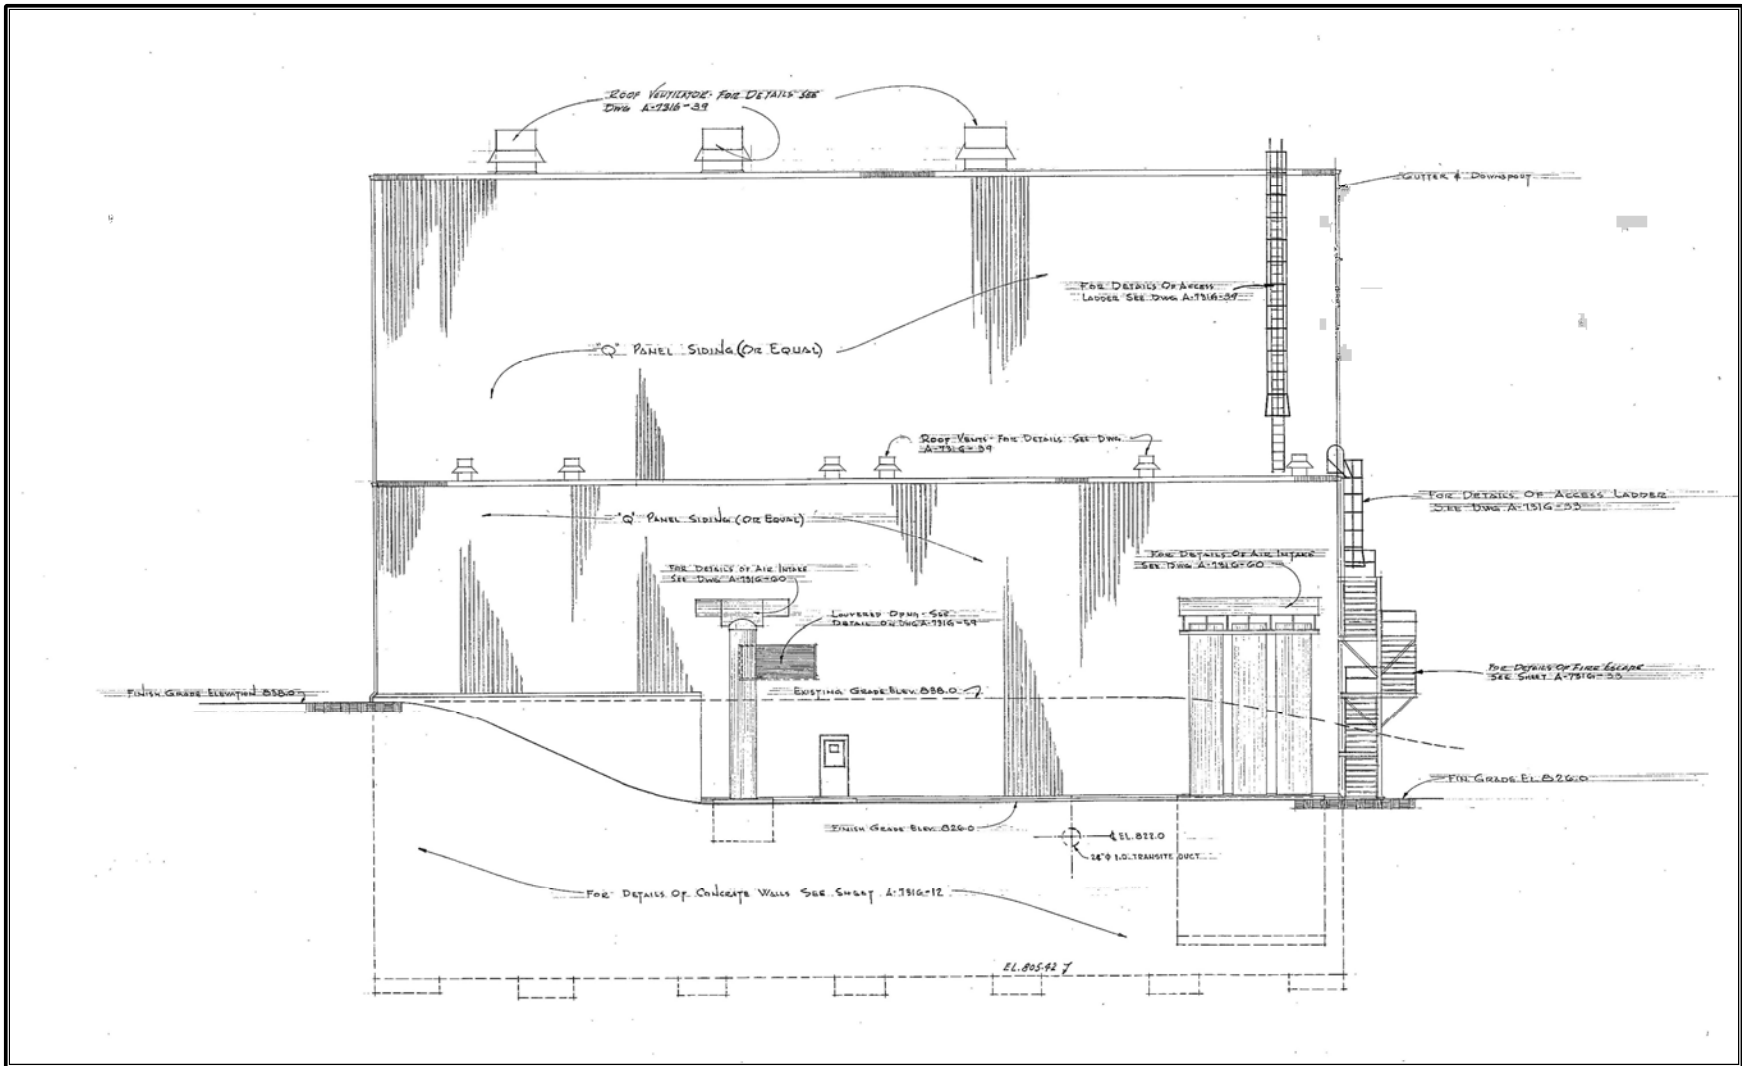 ROOF VENTILATOR-FOR DETAILS SEE
DWG A-7316-39
GUTTER & DOWNSPOUT
FOR DETAILS OF ACCESS
LADDER SEE DWG A-7316-39
"Q" PANEL SIDING (OR EQUAL)
ROOF VENTS-FOR DETAILS SEE DWG
A-7316-39
FOR DETAILS OF ACCESS LADDER
SEE DWG A-7316-33
"Q" PANEL SIDING (OR EQUAL)
FOR DETAILS OF AIR INTAKE
SEE DWG A-7316-60
FOR DETAILS OF AIR INTAKE
SEE DWG A-7316-60
LOUVERED OPNG-SEE
DETAIL ON DWG A-7316-59
FOR DETAILS OF FIRE ESCAPE
SEE SHEET A-7316-33
FINISH GRADE ELEVATION 838.0
EXISTING GRADE ELEV. 838.0
FIN GRADE EL 826.0
FINISH GRADE ELEV. 826.0
EL. 822.0
24"Φ I.D. TRANSITE DUCT
FOR DETAILS OF CONCRETE WALLS SEE SHEET A-7316-12
EL. 805.42